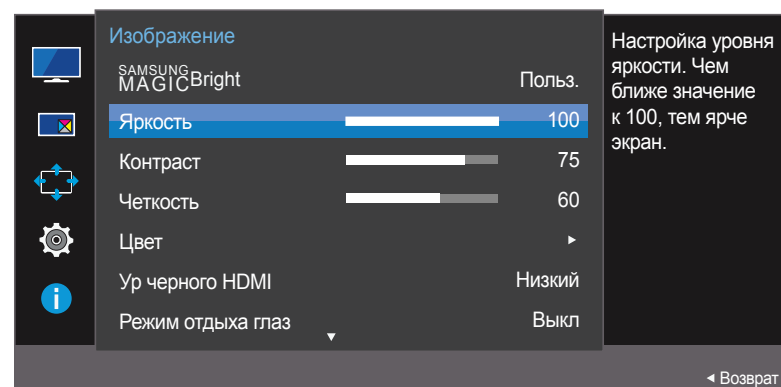 Изображение
SAMSUNG
MAGICBright Польз.
Яркость 100
Контраст 75
Четкость 60
Цвет ►
Ур черного HDMI Низкий
Режим отдыха глаз Выкл
▼
Настройка уровня
яркости. Чем
ближе значение
к 100, тем ярче
экран.
◄ Возврат